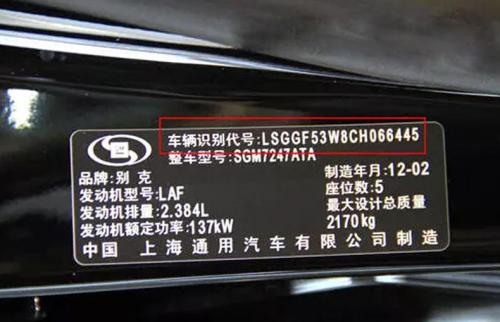 车辆识别代号:LSGGF53W8CH066445
整车型号:SGM7247ATA
品牌:别克 制造年月:12-02
发动机型号:LAF 座位数:5
发动机排量:2.384L 最大设计总质量
发动机额定功率:137kW 2170kg
中国 上海通用汽车有限公司制造